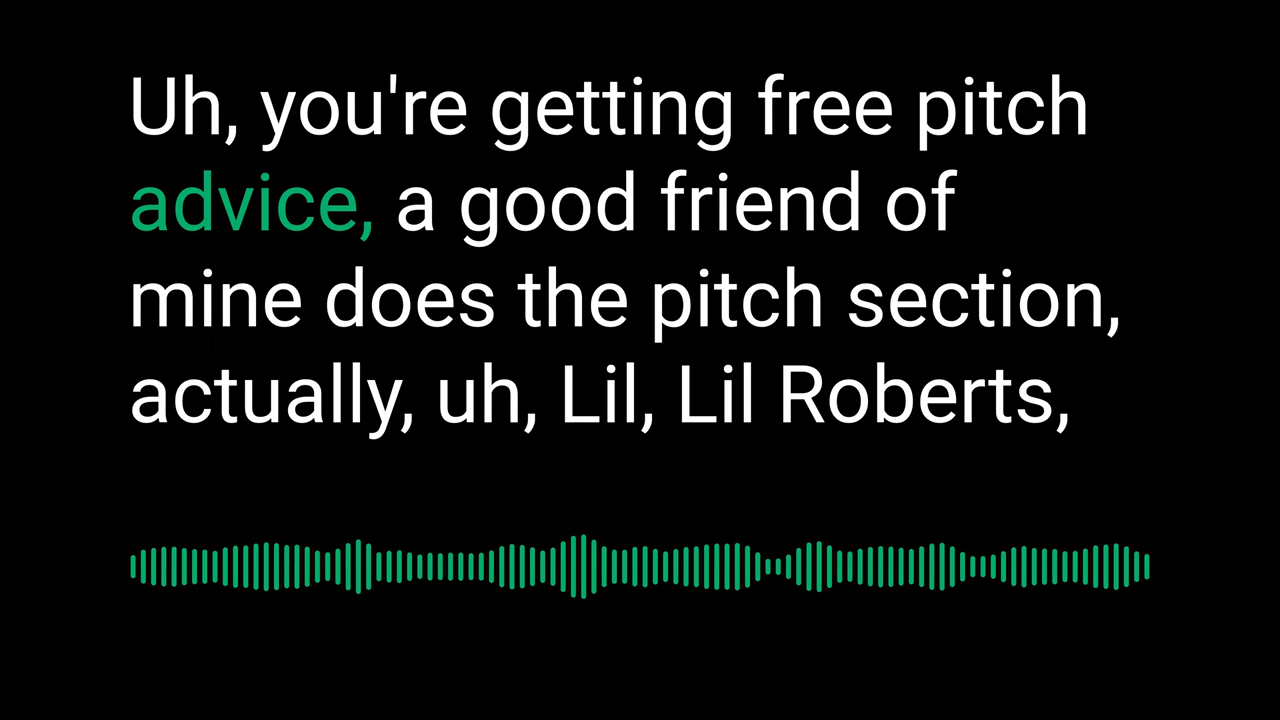 Uh, you're getting free pitch
advice, a good friend of
mine does the pitch section,
actually, uh, Lil, Lil Roberts,